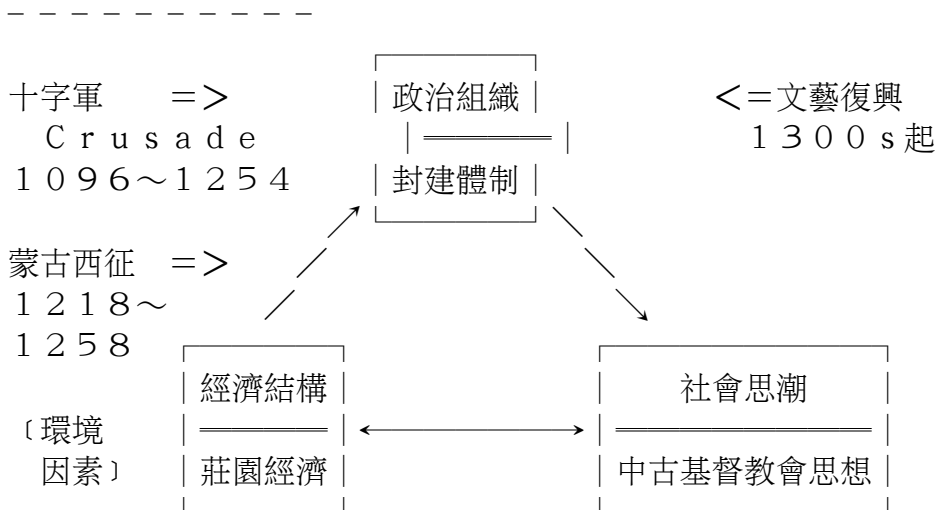 十字軍 => 政治組織 <=文藝復興
Crusade 1300s起
1096~1254 封建體制
蒙古西征 =>
1218~
1258
經濟結構 社會思潮
〔環境
因素〕 莊園經濟 中古基督教會思想